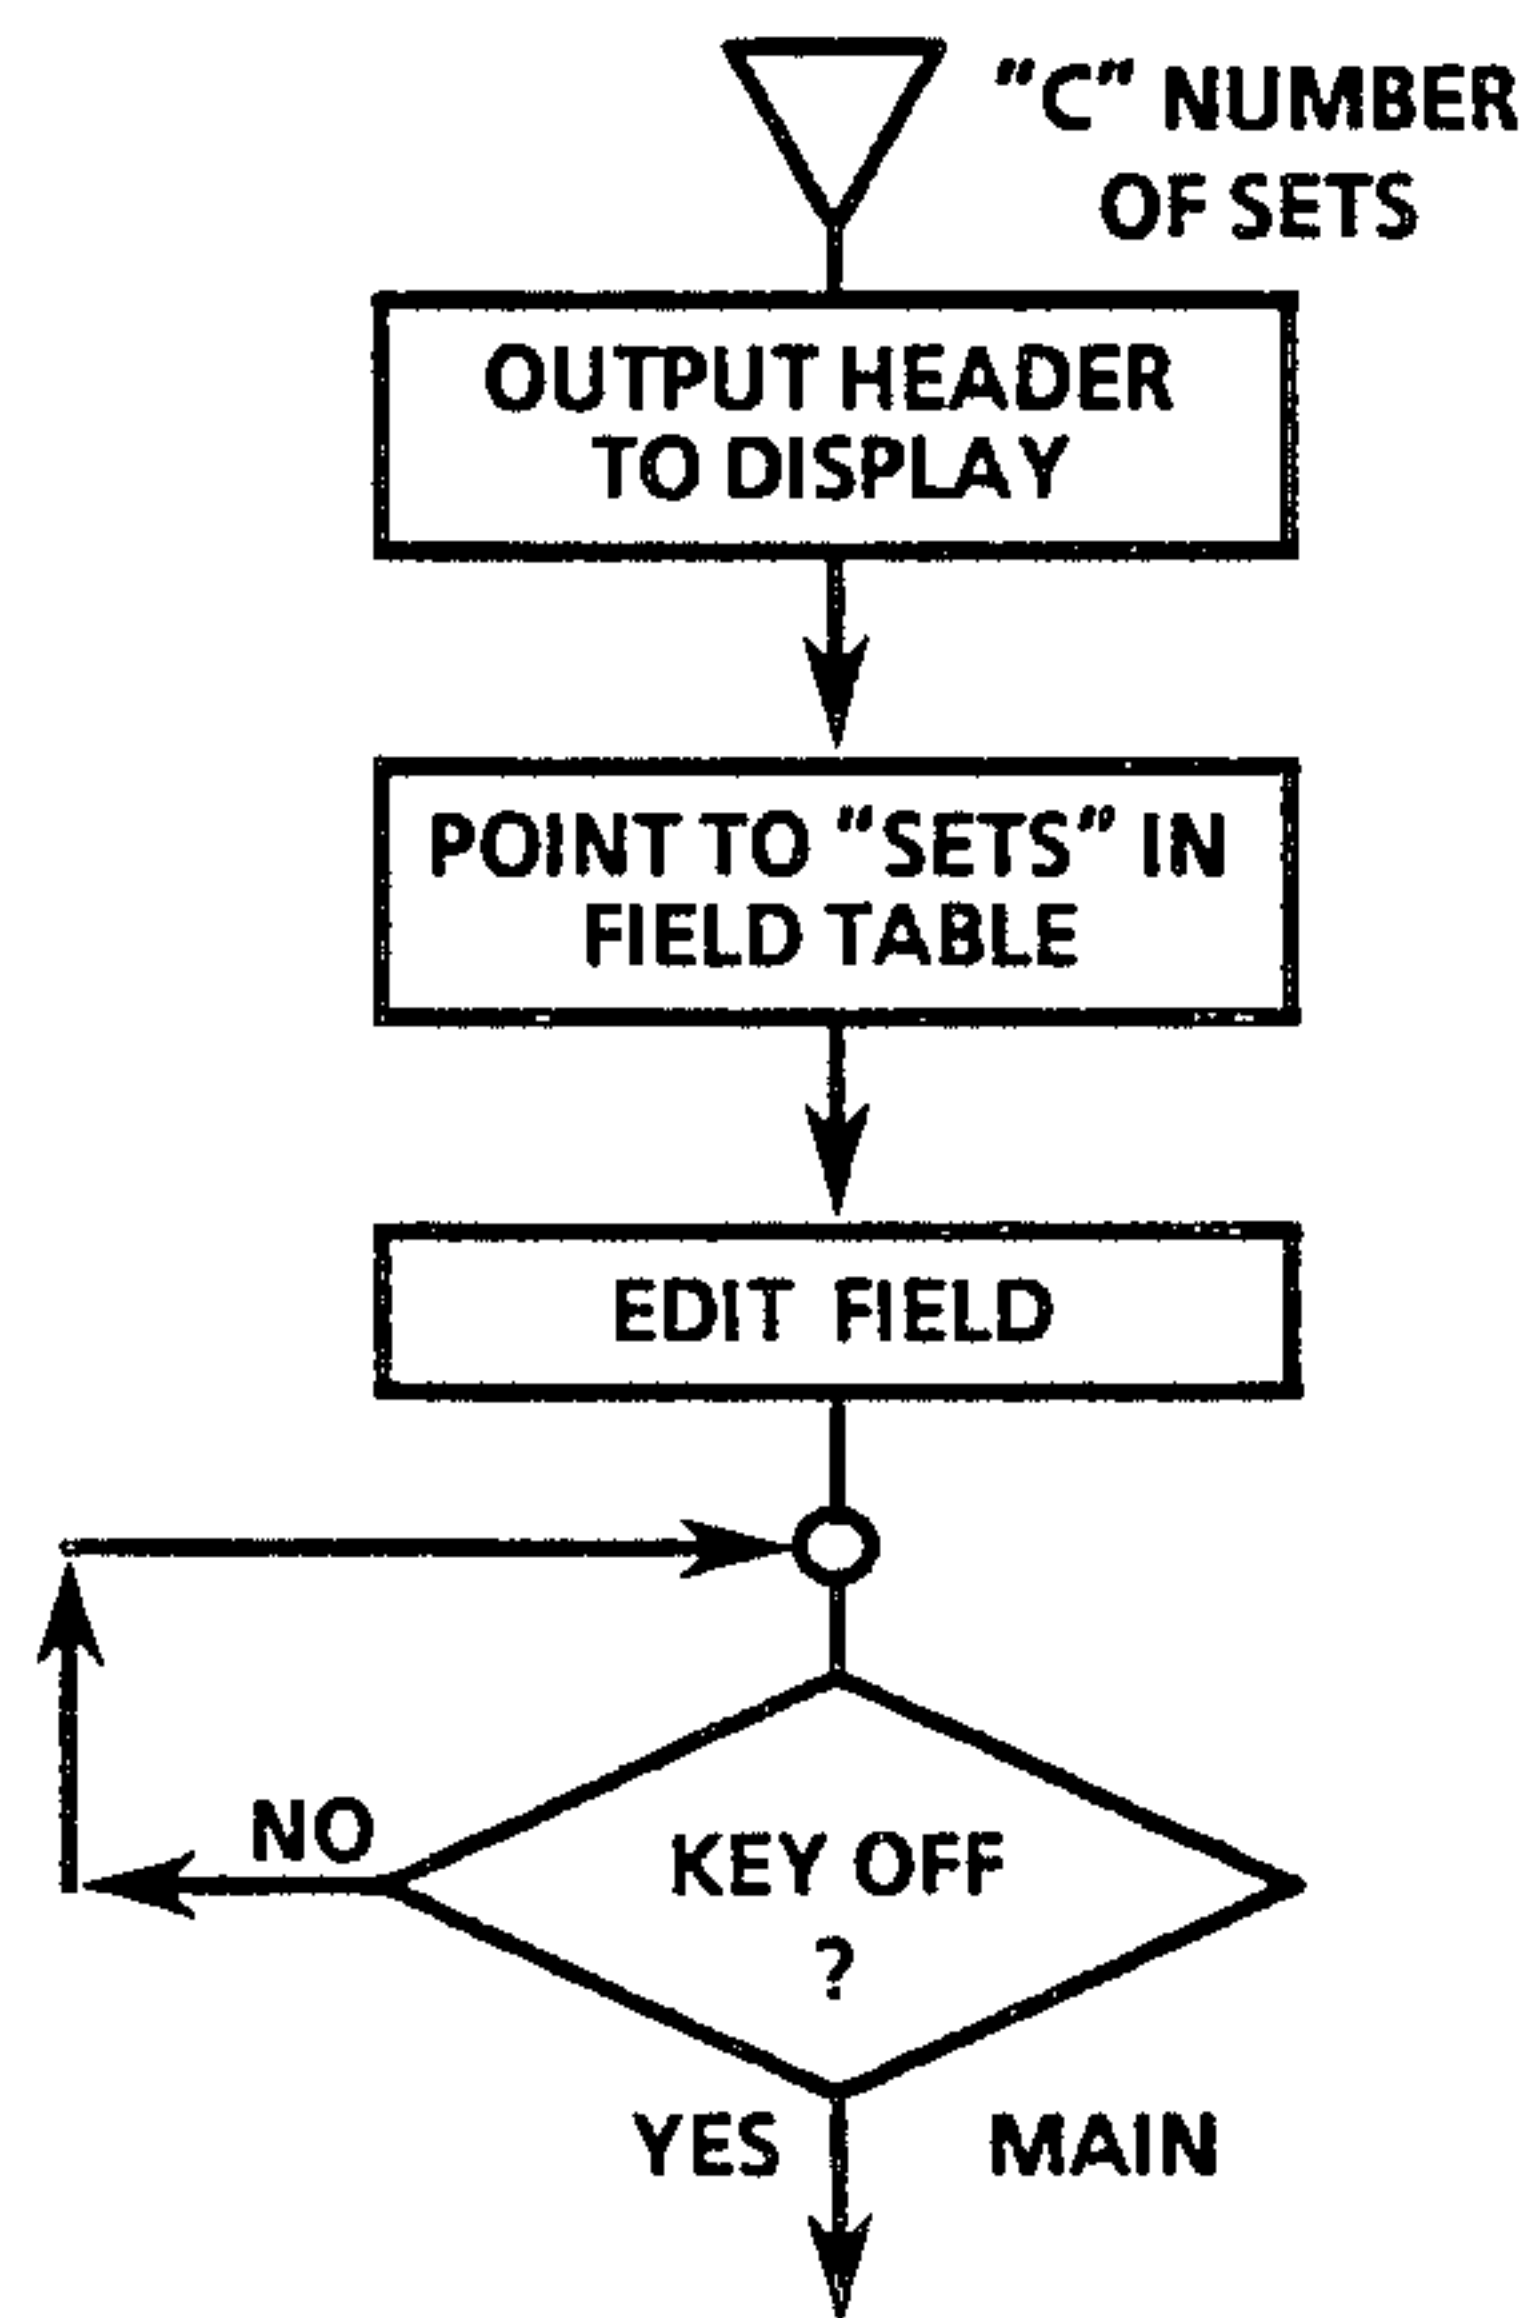 “C” NUMBER
OF SETS
OUTPUT HEADER
TO DISPLAY
POINT TO “SETS” IN
FIELD TABLE
EDIT FIELD
NO
KEY OFF
?
YES
MAIN